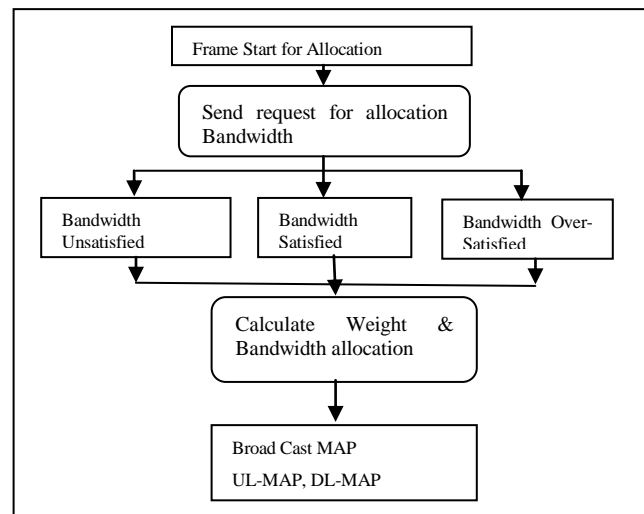 Frame Start for Allocation
Send request for allocation
Bandwidth
Bandwidth
Unsatisfied
Bandwidth
Satisfied
Bandwidth Over-
Satisfied
Calculate Weight &
Bandwidth allocation
Broad Cast MAP
UL-MAP, DL-MAP